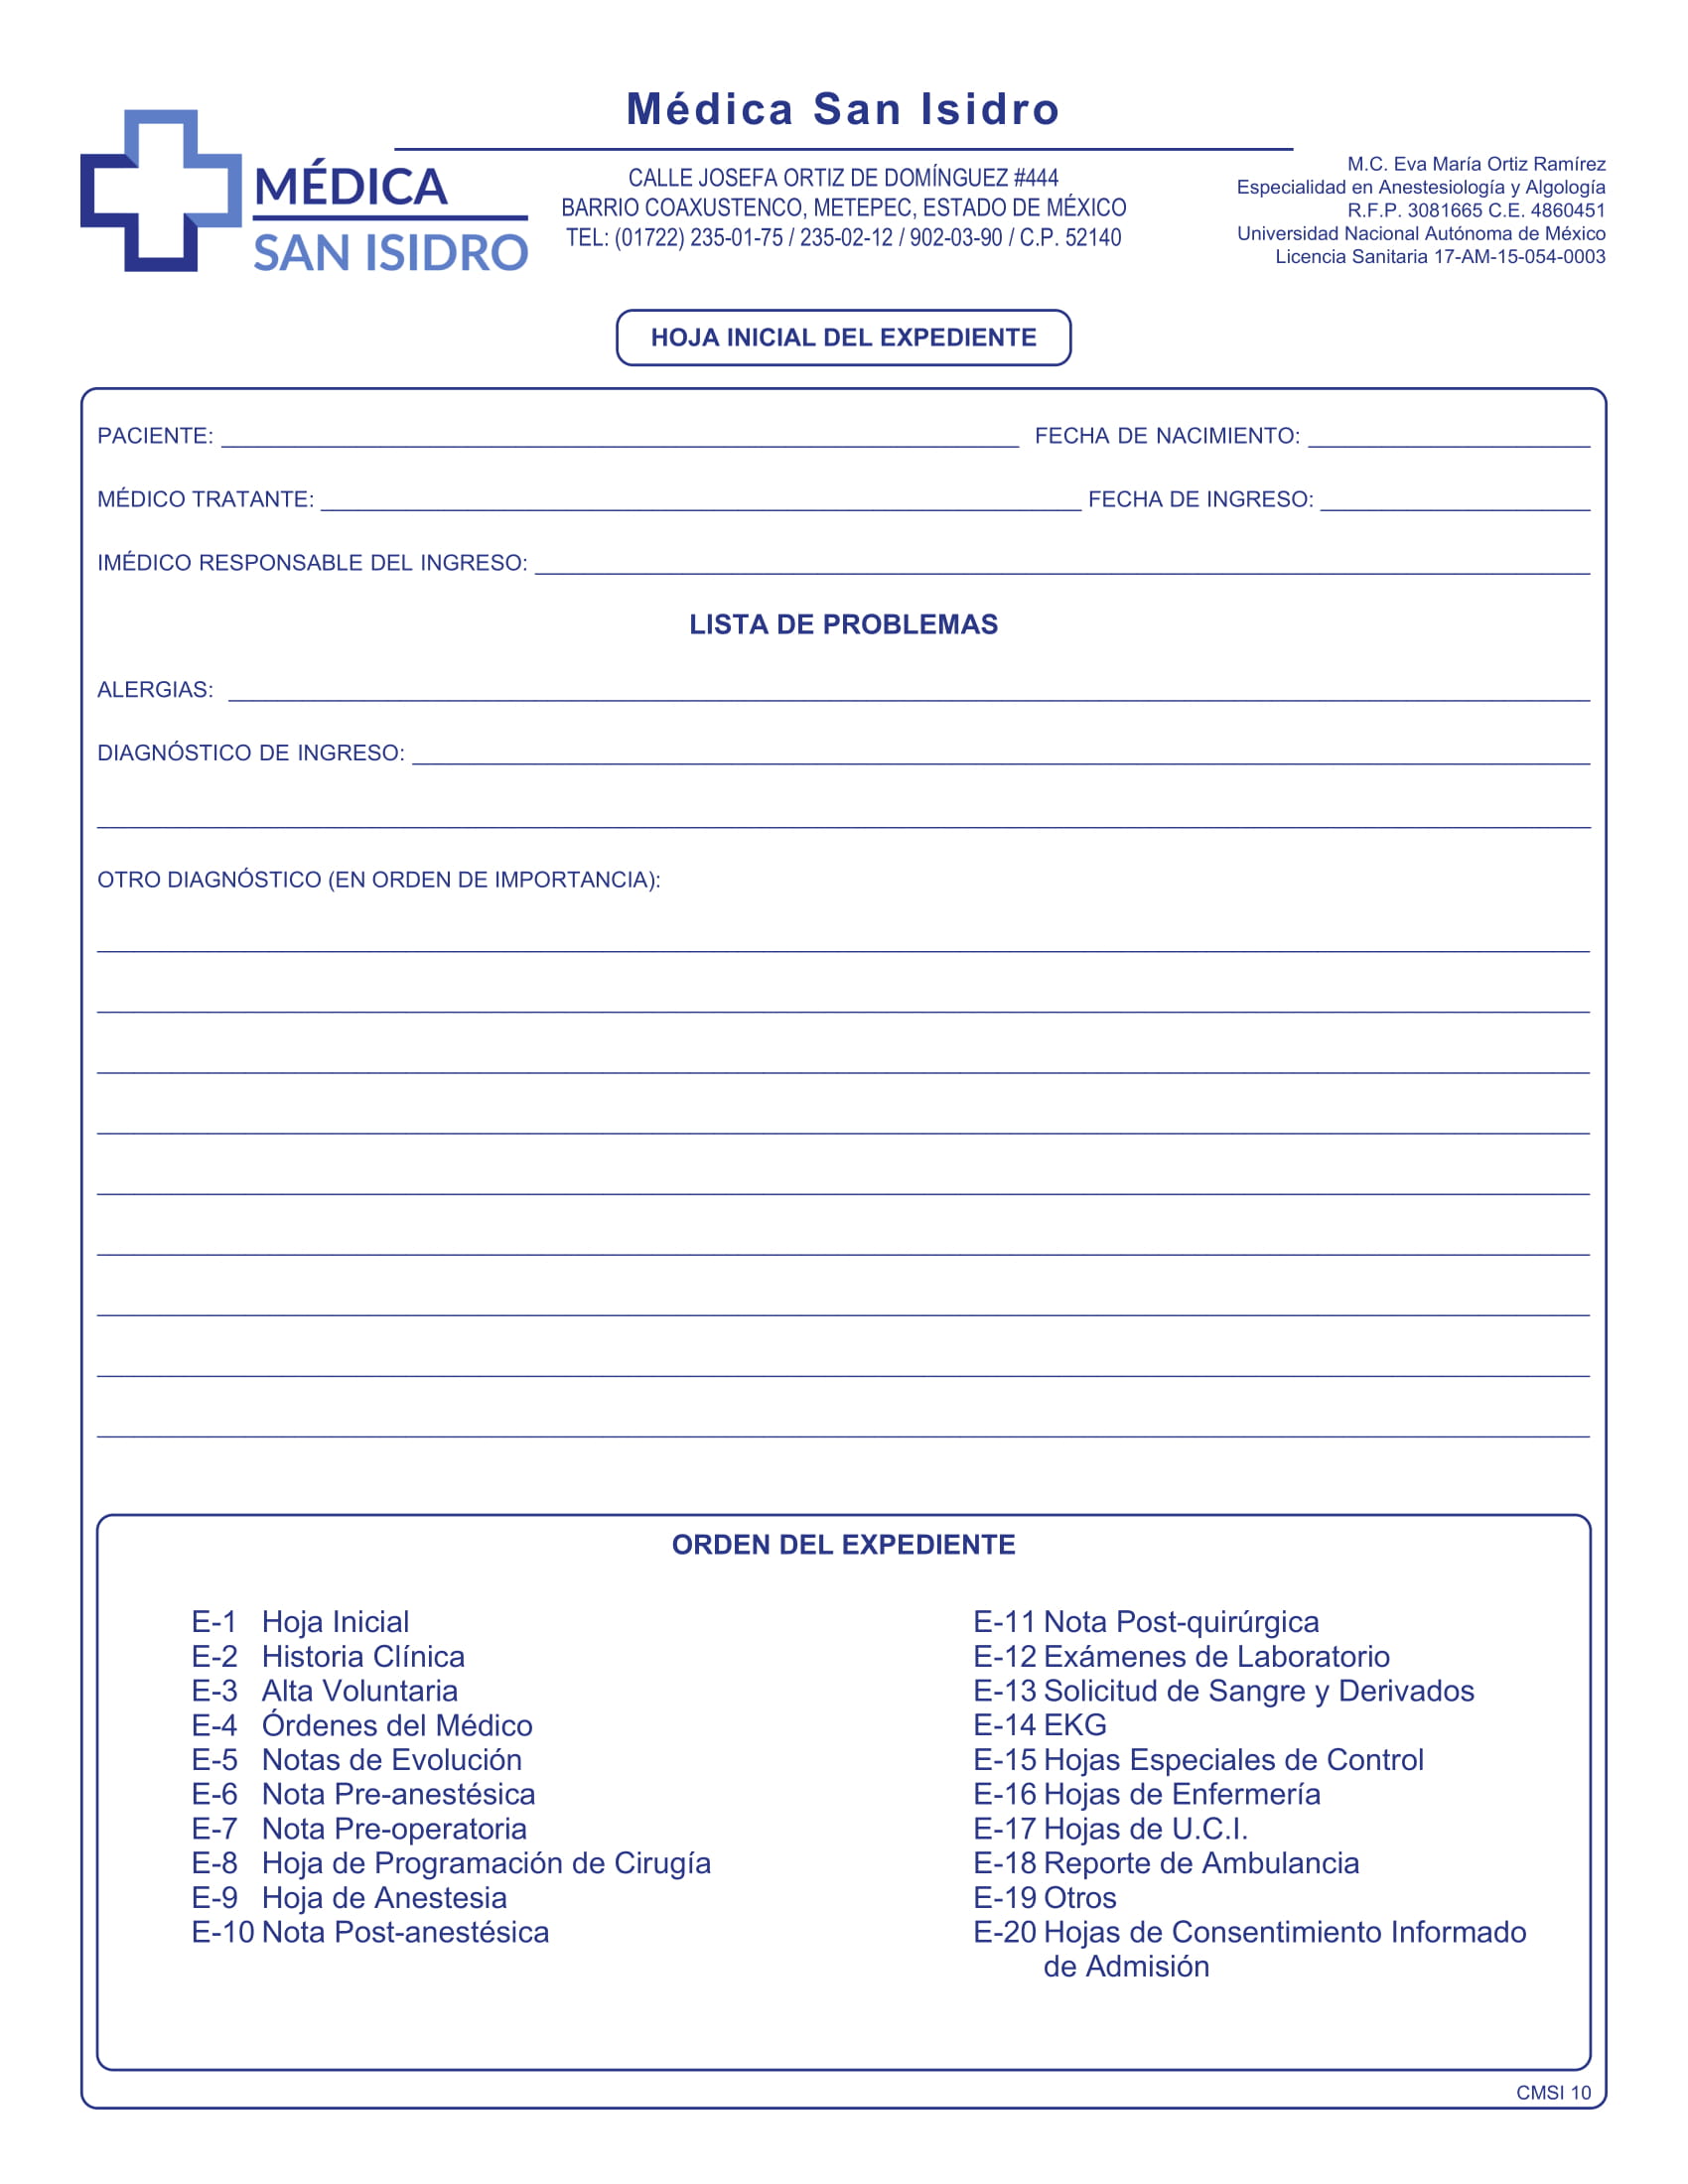 Médica San Isidro
MÉDICA
SAN ISIDRO
CALLE JOSEFA ORTIZ DE DOMÍNGUEZ #444
BARRIO COAXUSTENCO, METEPEC, ESTADO DE MÉXICO
TEL: (01722) 235-01-75 / 235-02-12 / 902-03-90 / C.P. 52140
M.C. Eva María Ortiz Ramírez
Especialidad en Anestesiología y Algología
R.F.P. 3081665 C.E. 4860451
Universidad Nacional Autónoma de México
Licencia Sanitaria 17-AM-15-054-0003
HOJA INICIAL DEL EXPEDIENTE
PACIENTE: FECHA DE NACIMIENTO:
MÉDICO TRATANTE: FECHA DE INGRESO:
IMÉDICO RESPONSABLE DEL INGRESO:
LISTA DE PROBLEMAS
ALERGIAS:
DIAGNÓSTICO DE INGRESO:
OTRO DIAGNÓSTICO (EN ORDEN DE IMPORTANCIA):
ORDEN DEL EXPEDIENTE
E-1 Hoja Inicial
E-2 Historia Clínica
E-3 Alta Voluntaria
E-4 Órdenes del Médico
E-5 Notas de Evolución
E-6 Nota Pre-anestésica
E-7 Nota Pre-operatoria
E-8 Hoja de Programación de Cirugía
E-9 Hoja de Anestesia
E-10 Nota Post-anestésica
E-11 Nota Post-quirúrgica
E-12 Exámenes de Laboratorio
E-13 Solicitud de Sangre y Derivados
E-14 EKG
E-15 Hojas Especiales de Control
E-16 Hojas de Enfermería
E-17 Hojas de U.C.I.
E-18 Reporte de Ambulancia
E-19 Otros
E-20 Hojas de Consentimiento Informado
de Admisión
CMSI 10